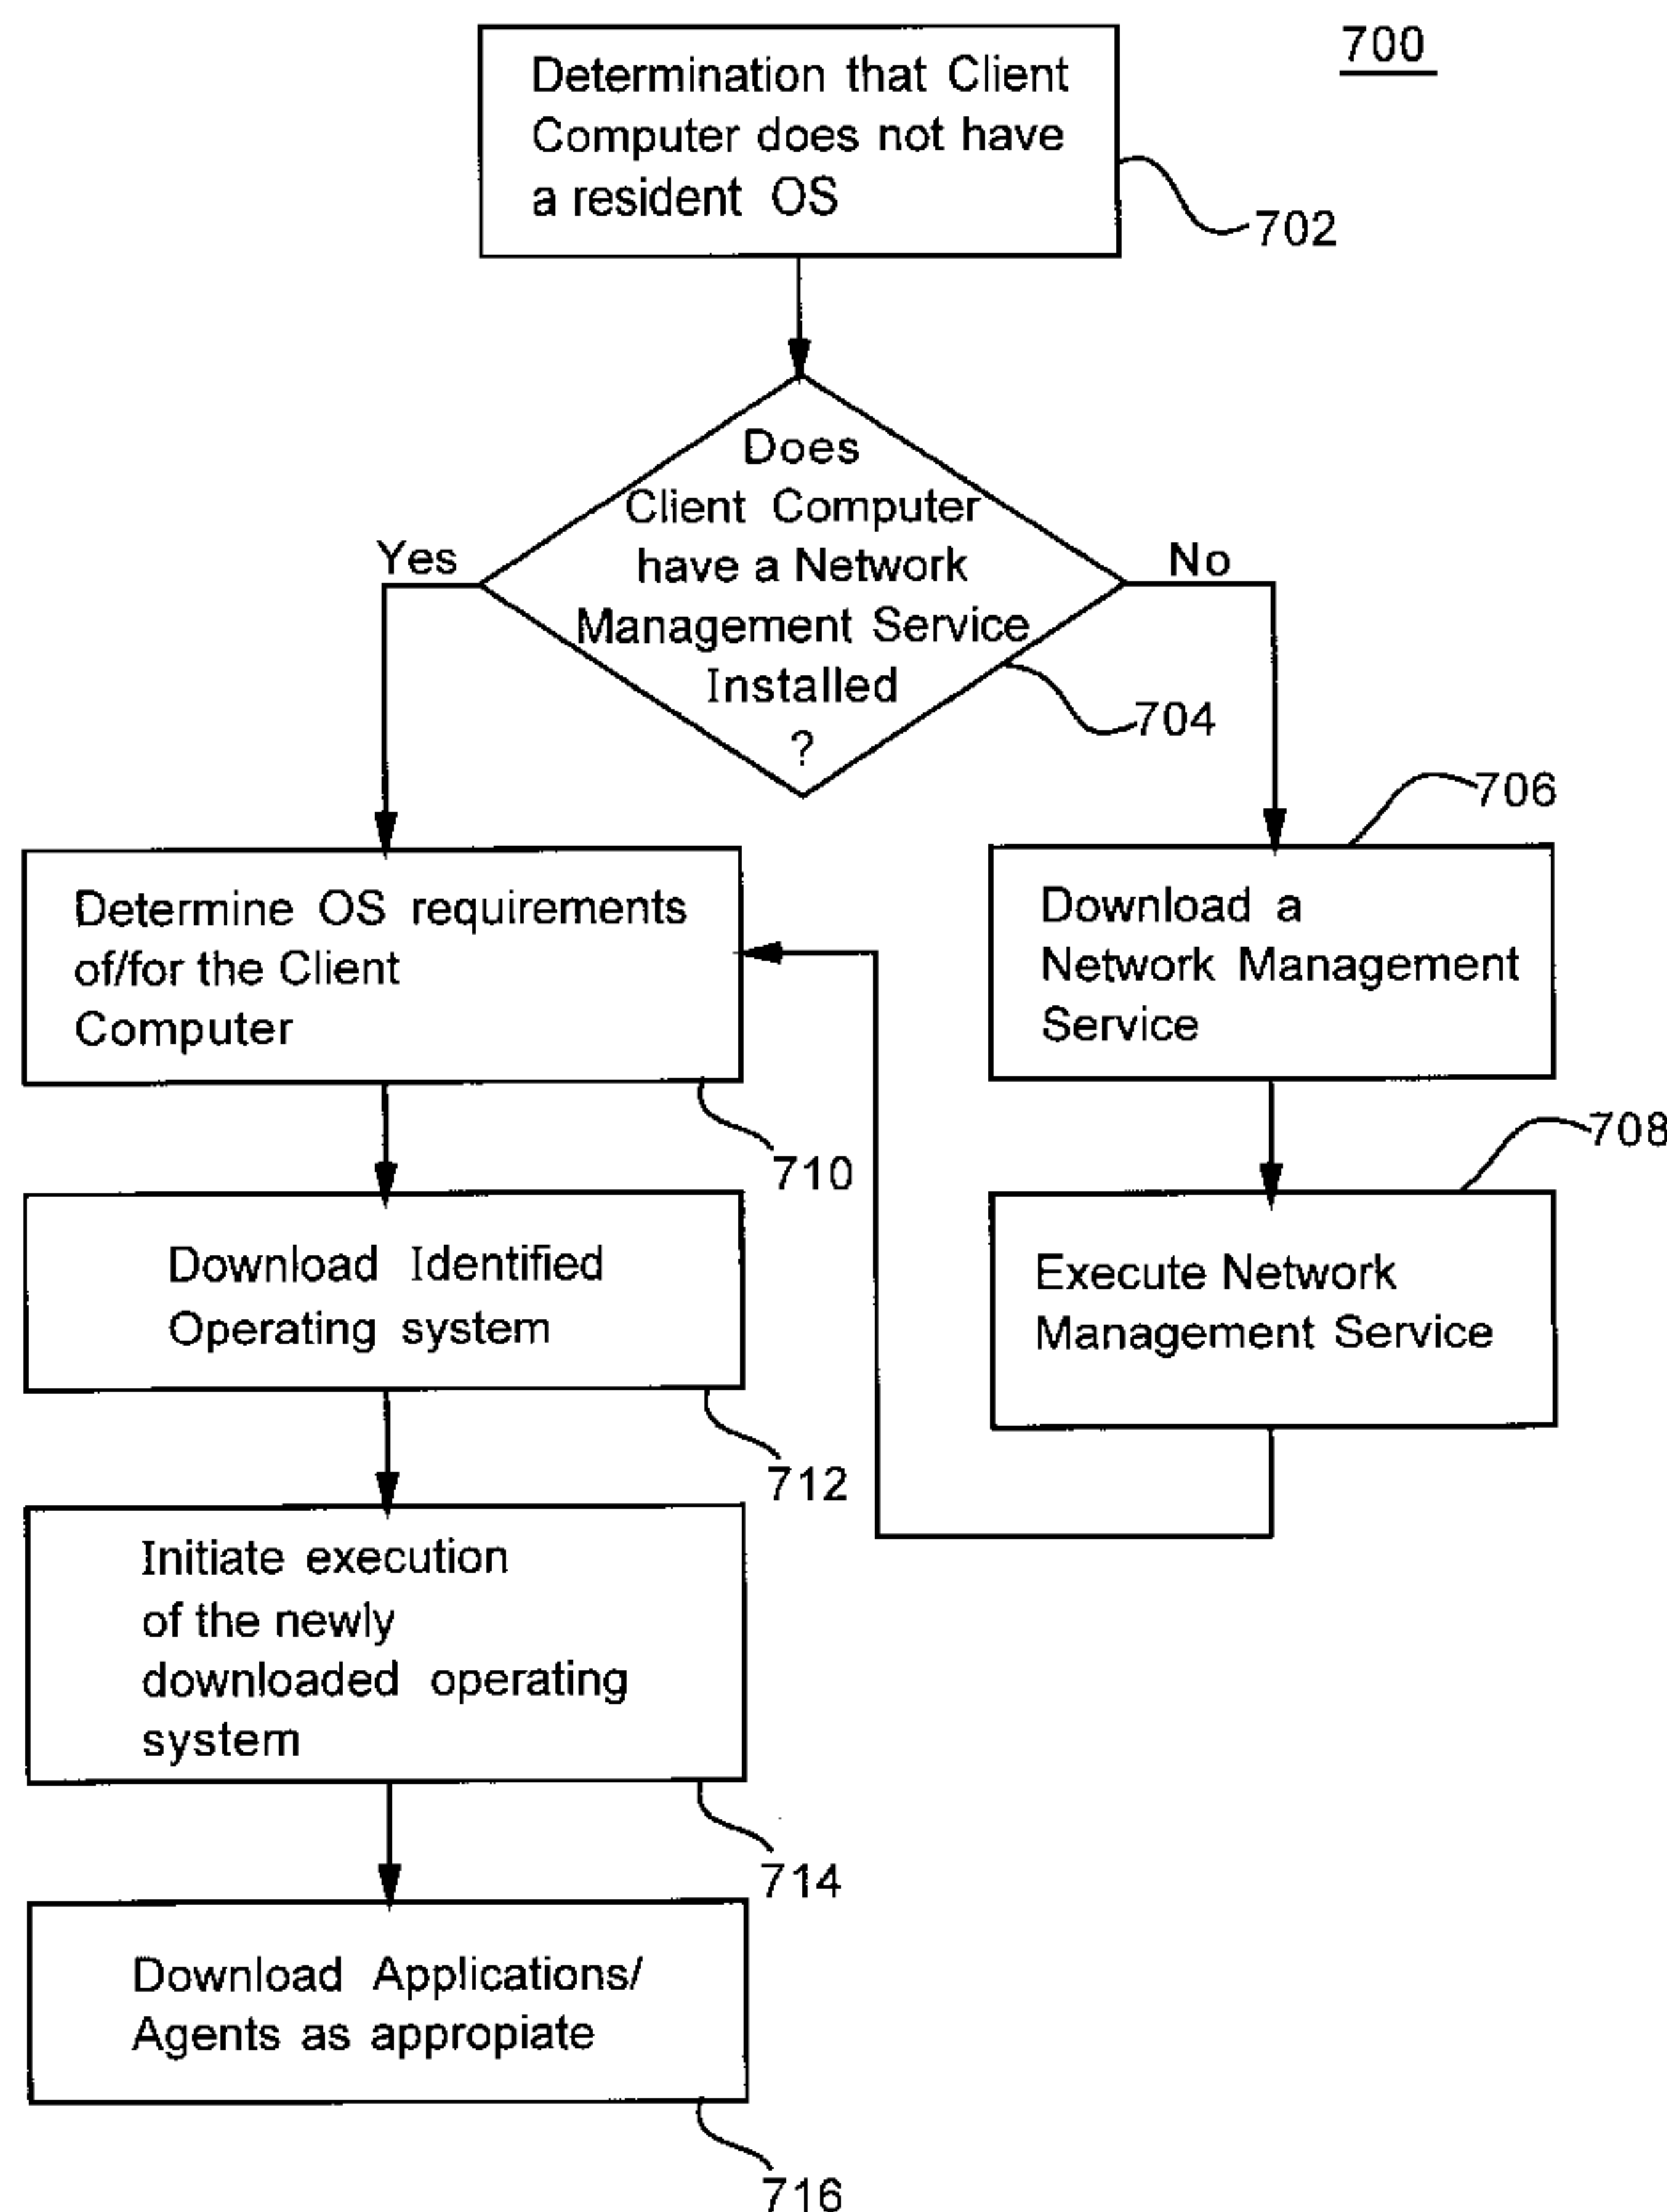 700
Determination that Client
Computer does not have
a resident OS
702
Does
Client Computer
have a Network
Management Service
Installed
?
Yes
No
704
706
Determine OS requirements
of/for the Client
Computer
710
Download a
Network Management
Service
708
Download Identified
Operating system
712
Execute Network
Management Service
Initiate execution
of the newly
downloaded operating
system
714
Download Applications/
Agents as appropiate
716